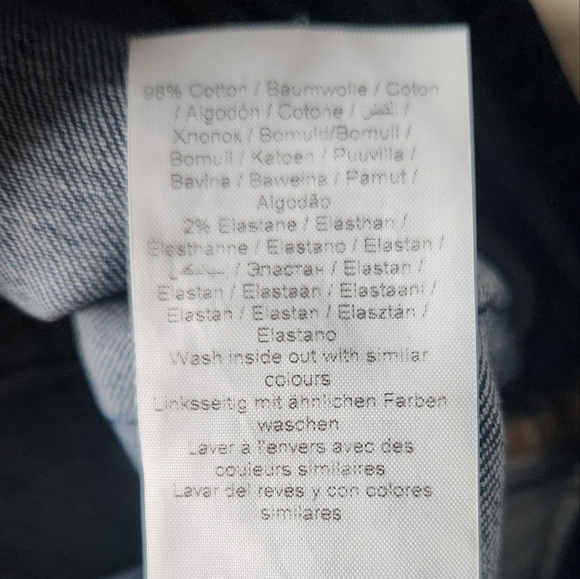 98% Cotton / Baumwolle / Coton
/ Algodón / Cotone / القطن /
Хлопок / Bomuld/Bomull /
Bomull / Katoen / Puuvilla /
Bavlna / Bawełna / Pamut /
Algodão
2% Elastane / Elasthan /
Elasthanne / Elastano / Elastan /
/ Эластан / Elastan /
Elastan / Elastaan / Elastaani /
Elastan / Elastan / Elasztán /
Elastano
Wash inside out with similar
colours
Linksseitig mit ähnlichen Farben
waschen
Laver à l'envers avec des
couleurs similaires
Lavar del revés y con colores
similares